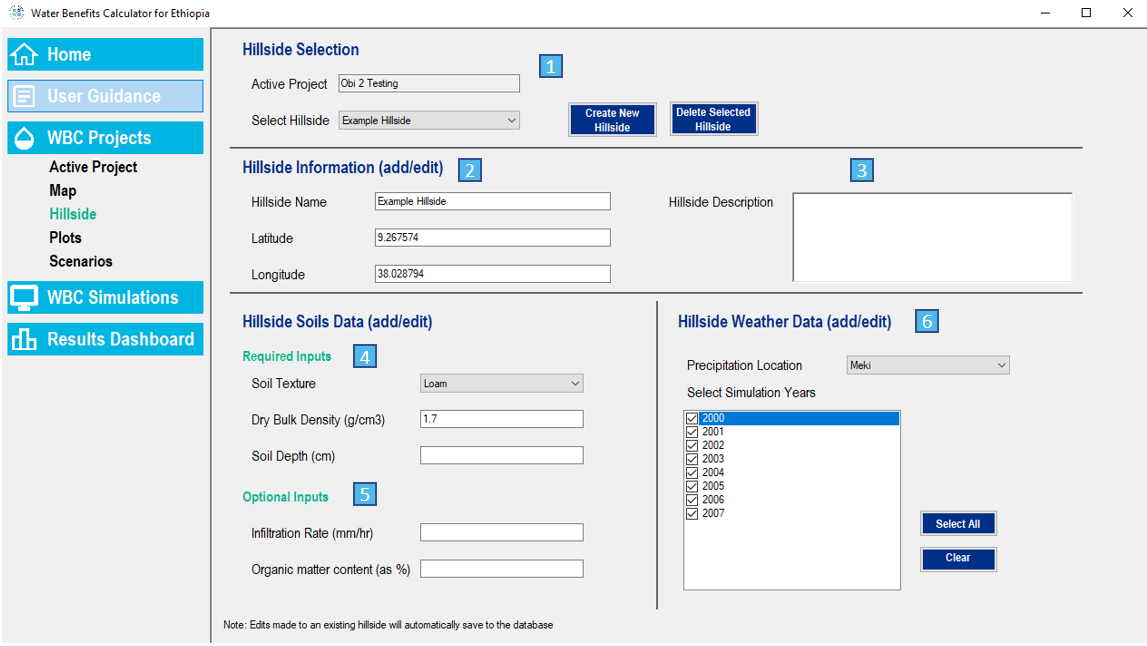 Water Benefits Calculator for Ethiopia
Home
User Guidance
WBC Projects
Active Project
Map
Hillside
Plots
Scenarios
WBC Simulations
Results Dashboard
Hillside Selection
1
Active Project
Obi 2 Testing
Select Hillside
Example Hillside
Create New
Hillside
Delete Selected
Hillside
Hillside Information (add/edit)
2
Hillside Name
Example Hillside
Latitude
9.267574
Longitude
38.028794
3
Hillside Description
Hillside Soils Data (add/edit)
Required Inputs
4
Soil Texture
Loam
Dry Bulk Density (g/cm3)
1.7
Soil Depth (cm)
Optional Inputs
5
Infiltration Rate (mm/hr)
Organic matter content (as %)
Hillside Weather Data (add/edit)
6
Precipitation Location
Meki
Select Simulation Years
2000
2001
2002
2003
2004
2005
2006
2007
Select All
Clear
Note: Edits made to an existing hillside will automatically save to the database